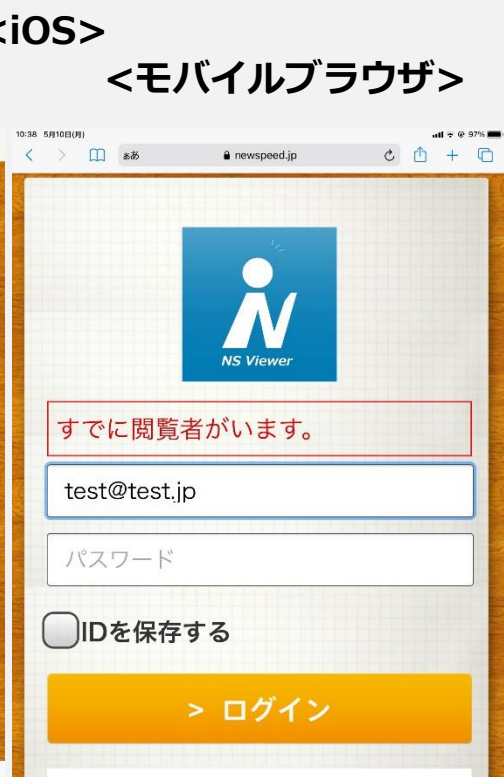 <iOS>
<モバイルブラウザ>
10:38 5月10日(月)
97%
ぁあ
newspeed.jp
NS Viewer
すでに閲覧者がいます。
test@test.jp
パスワード
IDを保存する
> ログイン